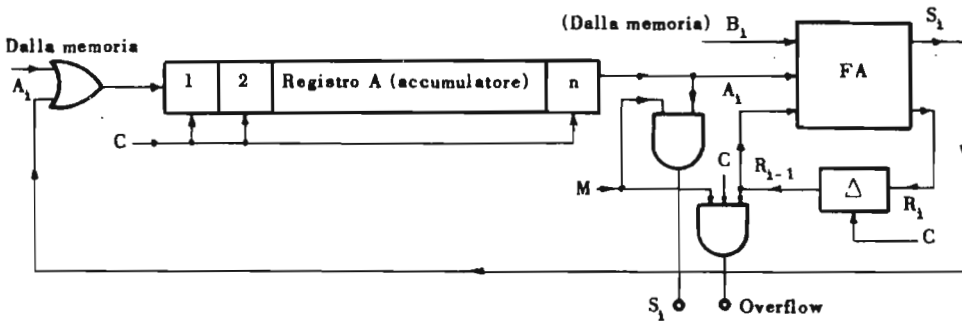 (Dalla memoria) B₁ S₁
Dalla memoria
A₁
1 2 Registro A (accumulatore) n
A₁
FA
C
M
C
R₁₋₁
Δ
R₁
C
S₁
Overflow